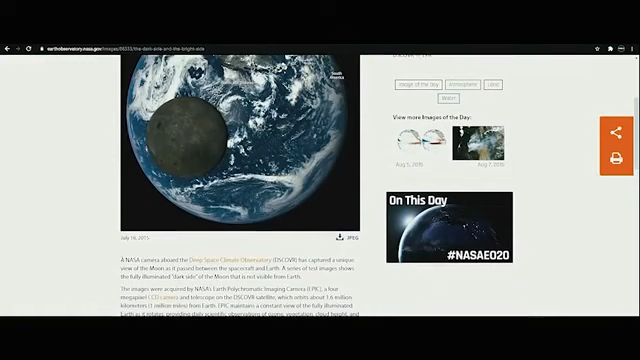 earthobservatory.nasa.gov/images/86353/the-dark-side-and-the-bright-side
South
America
Image of the Day
Atmosphere
Land
Water
View more Images of the Day:
Aug 5, 2015
Aug 7, 2015
On This Day
#NASAEO20
July 16, 2015
JPEG
A NASA camera aboard the Deep Space Climate Observatory (DSCOVR) has captured a unique
view of the Moon as it passed between the spacecraft and Earth. A series of test images shows
the fully illuminated "dark side" of the Moon that is not visible from Earth.
The images were acquired by NASA's Earth Polychromatic Imaging Camera (EPIC), a four
megapixel CCD camera and telescope on the DSCOVR satellite, which orbits about 1.6 million
kilometers (1 million miles) from Earth. EPIC maintains a constant view of the fully illuminated
Earth as it rotates, providing daily scientific observations of ozone, vegetation, cloud height, and